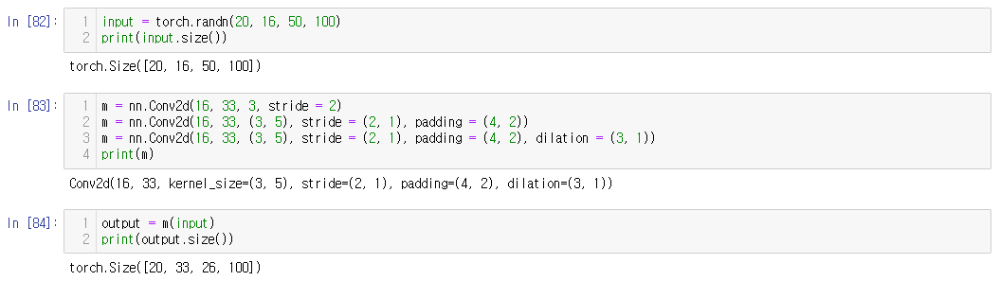 In [82]: 1 input = torch.randn(20, 16, 50, 100)
2 print(input.size())
torch.Size([20, 16, 50, 100])
In [83]: 1 m = nn.Conv2d(16, 33, 3, stride = 2)
2 m = nn.Conv2d(16, 33, (3, 5), stride = (2, 1), padding = (4, 2))
3 m = nn.Conv2d(16, 33, (3, 5), stride = (2, 1), padding = (4, 2), dilation = (3, 1))
4 print(m)
Conv2d(16, 33, kernel_size=(3, 5), stride=(2, 1), padding=(4, 2), dilation=(3, 1))
In [84]: 1 output = m(input)
2 print(output.size())
torch.Size([20, 33, 26, 100])